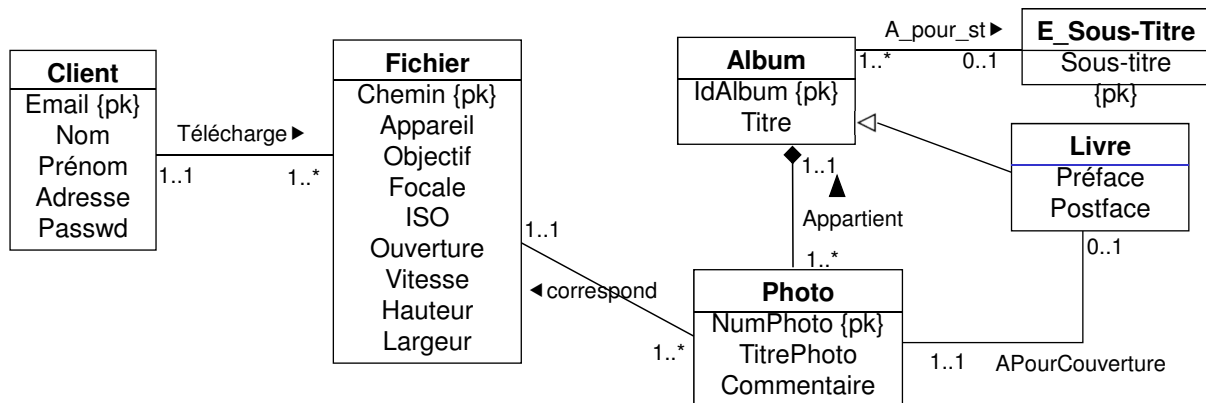 Client
Email {pk}
Nom
Prénom
Adresse
Passwd
Télécharge ►
1..1
1..*
Fichier
Chemin {pk}
Appareil
Objectif
Focale
ISO
Ouverture
Vitesse
Hauteur
Largeur
1..1
◄ correspond
1..*
Album
IdAlbum {pk}
Titre
A_pour_st ►
1..*
0..1
E_Sous-Titre
Sous-titre
{pk}
Livre
Préface
Postface
0..1
1..1
▲
Appartient
1..*
Photo
NumPhoto {pk}
TitrePhoto
Commentaire
1..1
APourCouverture